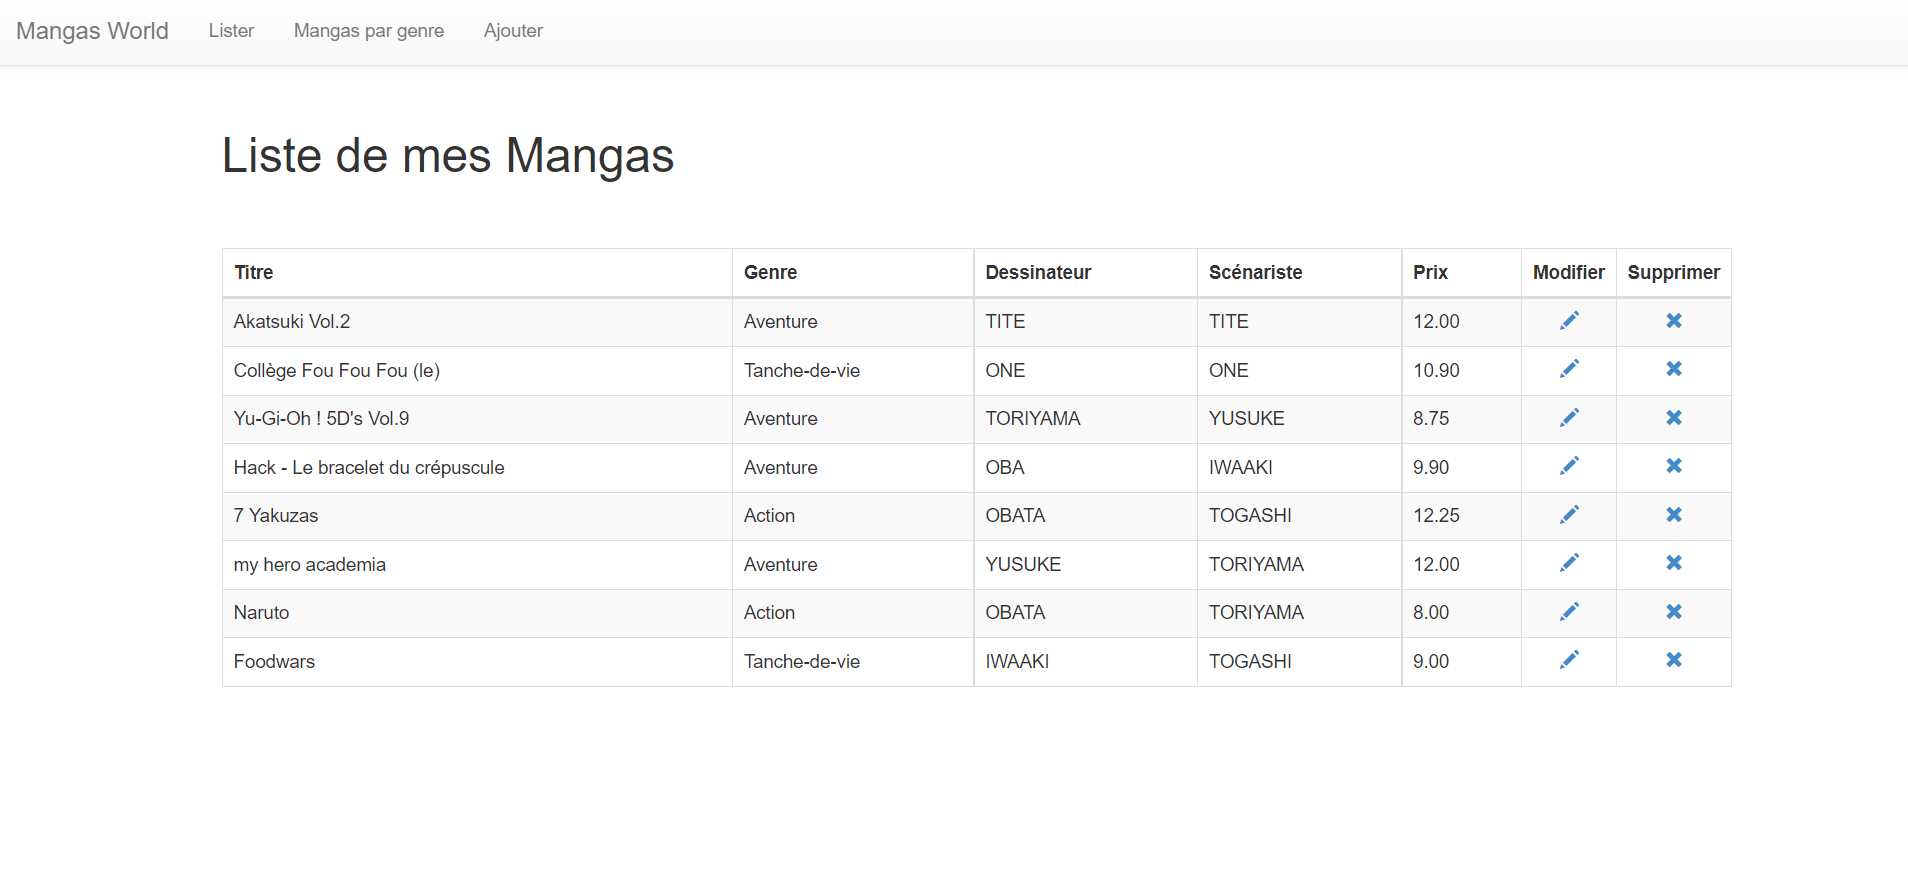 Mangas World Lister Mangas par genre Ajouter
Liste de mes Mangas
Titre Genre Dessinateur Scénariste Prix Modifier Supprimer
Akatsuki Vol.2 Aventure TITE TITE 12.00
Collège Fou Fou Fou (le) Tanche-de-vie ONE ONE 10.90
Yu-Gi-Oh ! 5D's Vol.9 Aventure TORIYAMA YUSUKE 8.75
Hack - Le bracelet du crépuscule Aventure OBA IWAAKI 9.90
7 Yakuzas Action OBATA TOGASHI 12.25
my hero academia Aventure YUSUKE TORIYAMA 12.00
Naruto Action OBATA TORIYAMA 8.00
Foodwars Tanche-de-vie IWAAKI TOGASHI 9.00